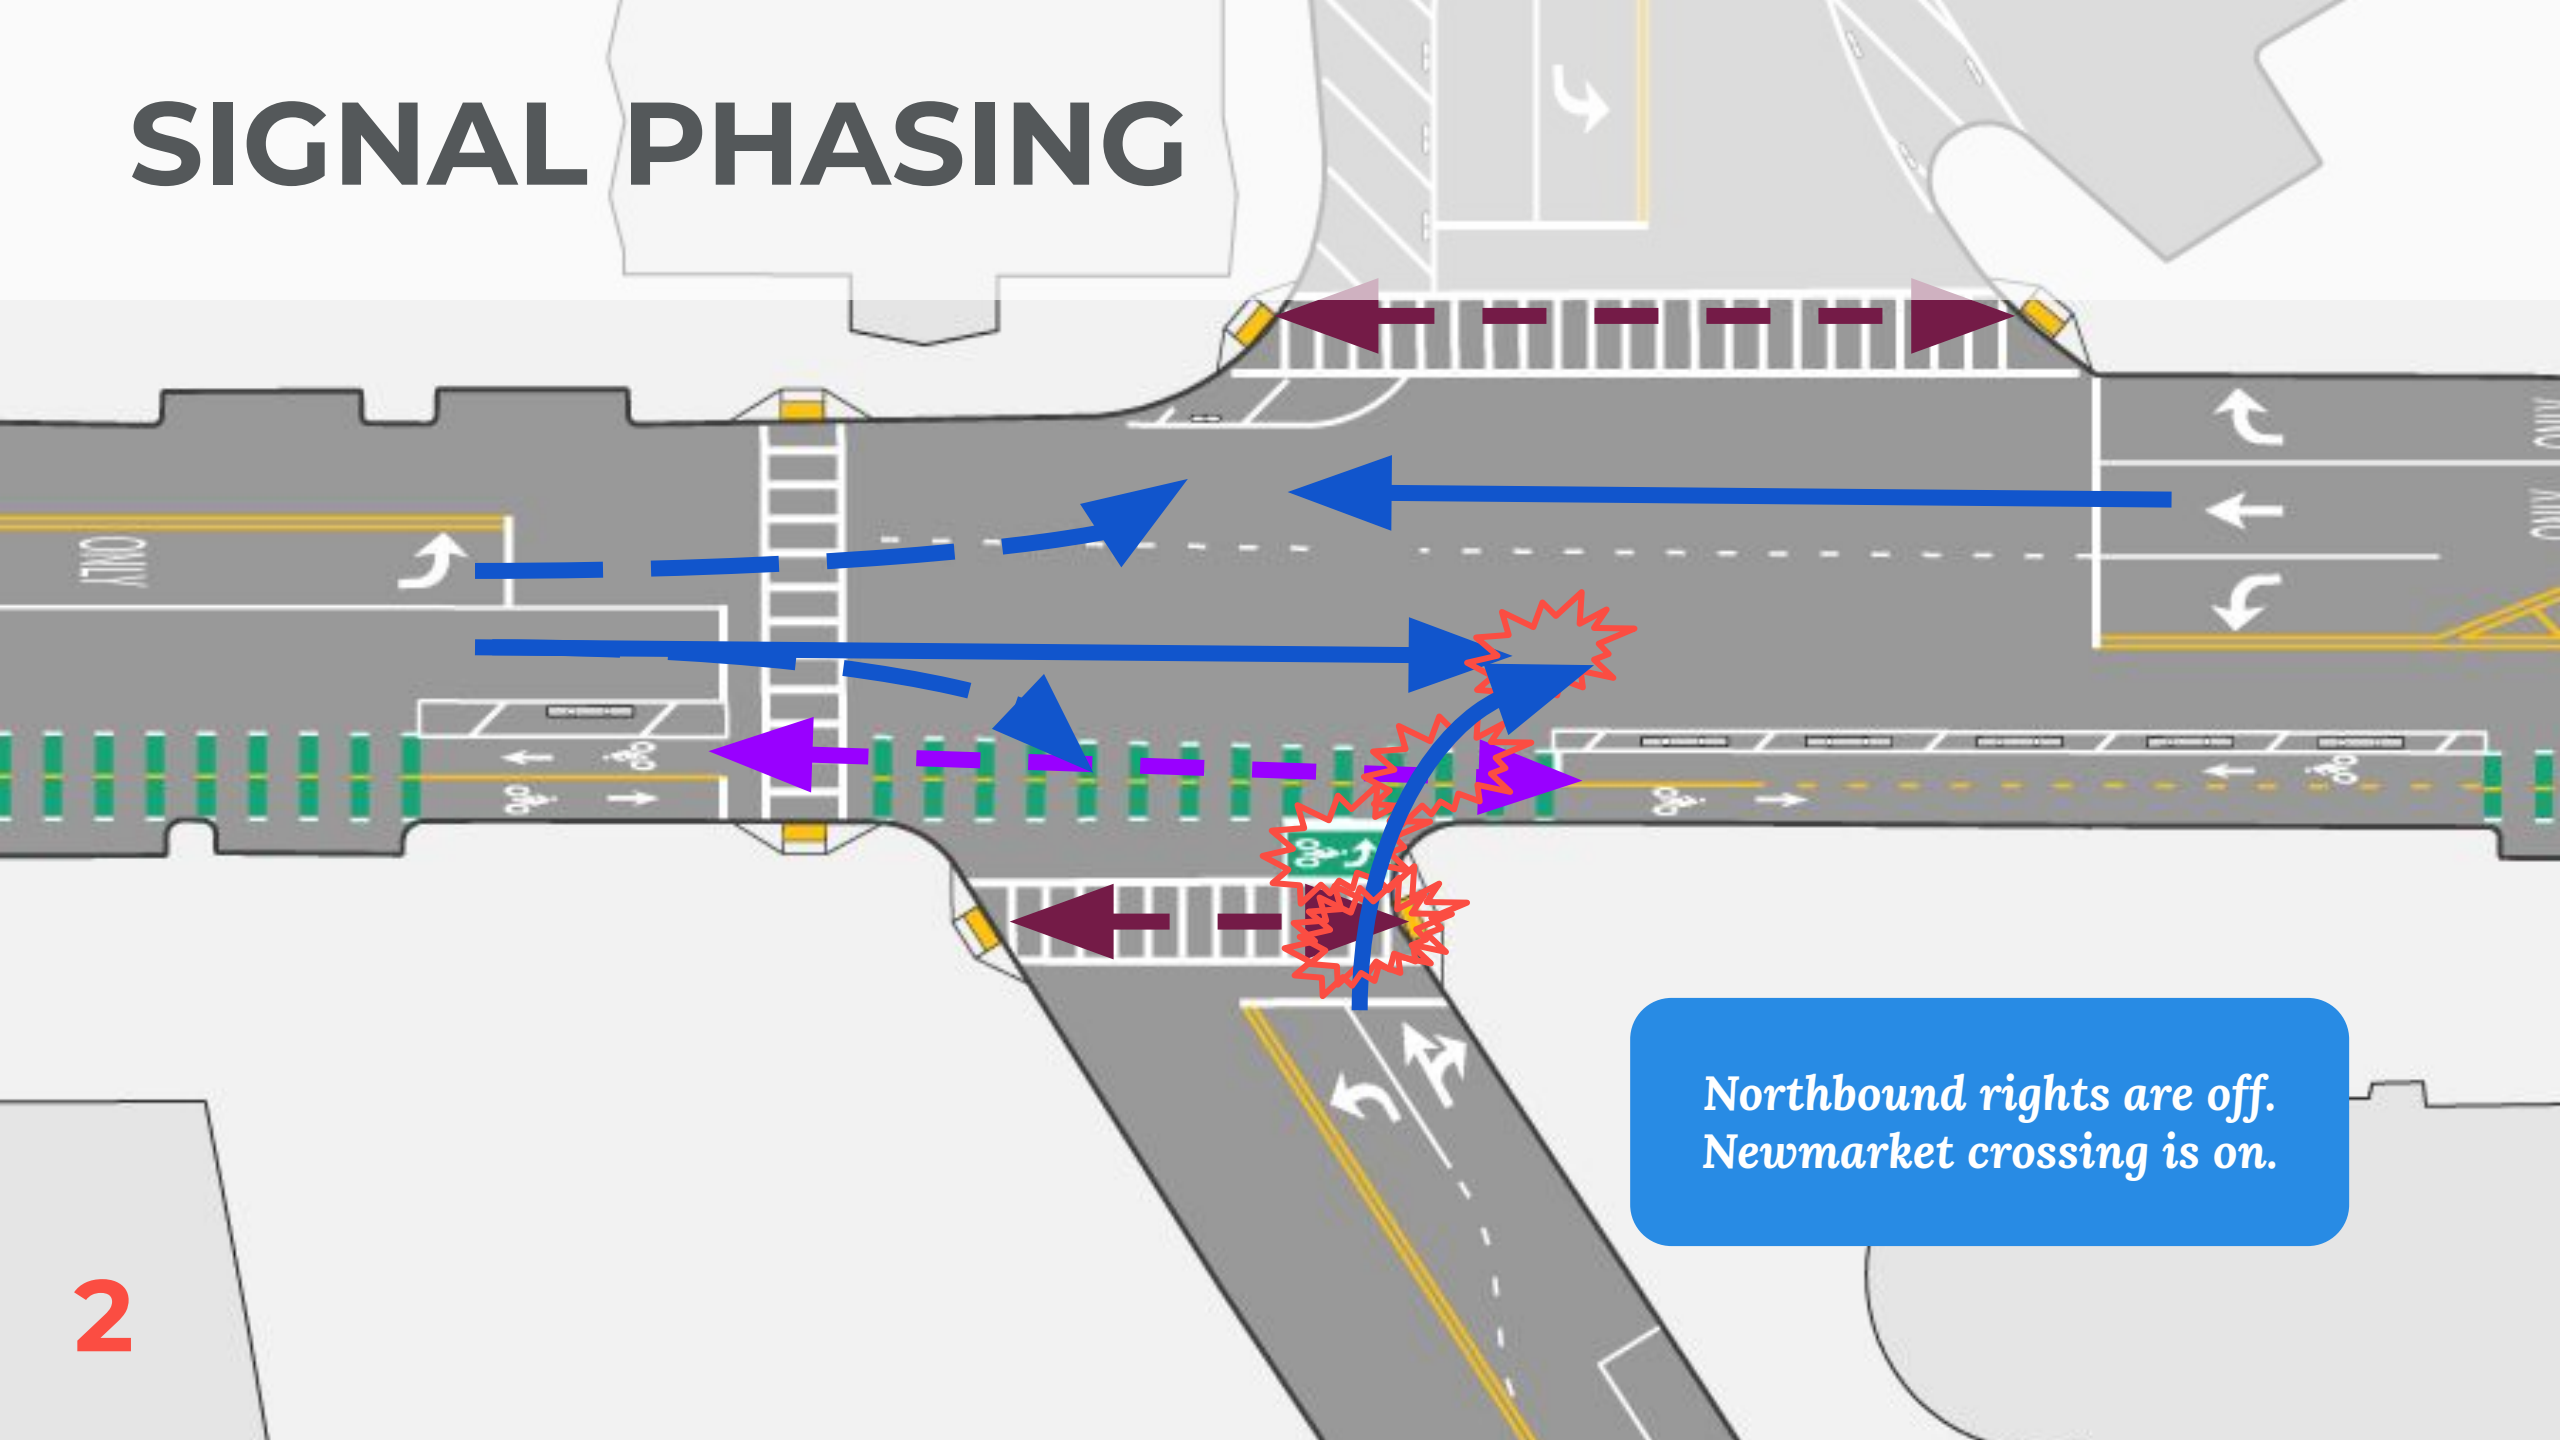 SIGNAL PHASING
ONLY
ONLY
ONLY
Northbound rights are off.
Newmarket crossing is on.
2